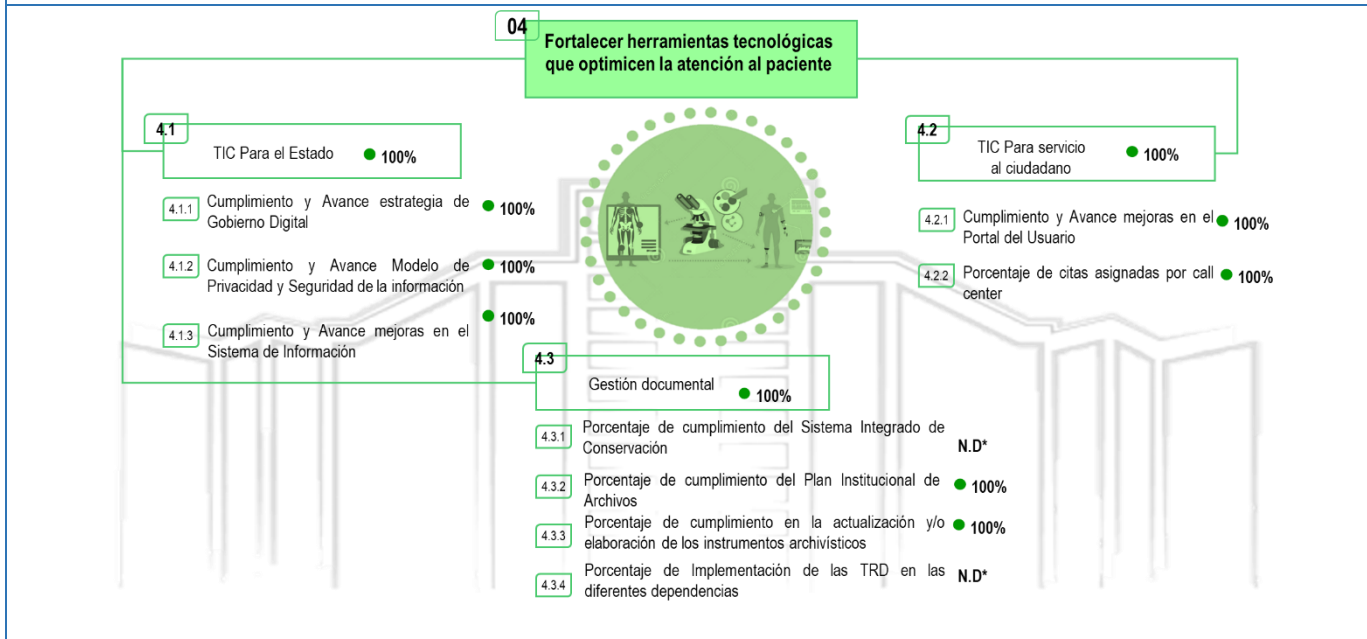 04
Fortalecer herramientas tecnológicas
que optimicen la atención al paciente
4.1
TIC Para el Estado 100%
4.1.1 Cumplimiento y Avance estrategia de
Gobierno Digital
100%
4.1.2 Cumplimiento y Avance Modelo de
Privacidad y Seguridad de la información
100%
4.1.3 Cumplimiento y Avance mejoras en el
Sistema de Información
100%
4.2
TIC Para servicio
al ciudadano
100%
4.2.1 Cumplimiento y Avance mejoras en el
Portal del Usuario
100%
4.2.2 Porcentaje de citas asignadas por call
center
100%
4.3
Gestión documental 100%
4.3.1 Porcentaje de cumplimiento del Sistema Integrado de
Conservación
N.D*
4.3.2 Porcentaje de cumplimiento del Plan Institucional de
Archivos
100%
4.3.3 Porcentaje de cumplimiento en la actualización y/o
elaboración de los instrumentos archivísticos
100%
4.3.4 Porcentaje de Implementación de las TRD en las
diferentes dependencias
N.D*